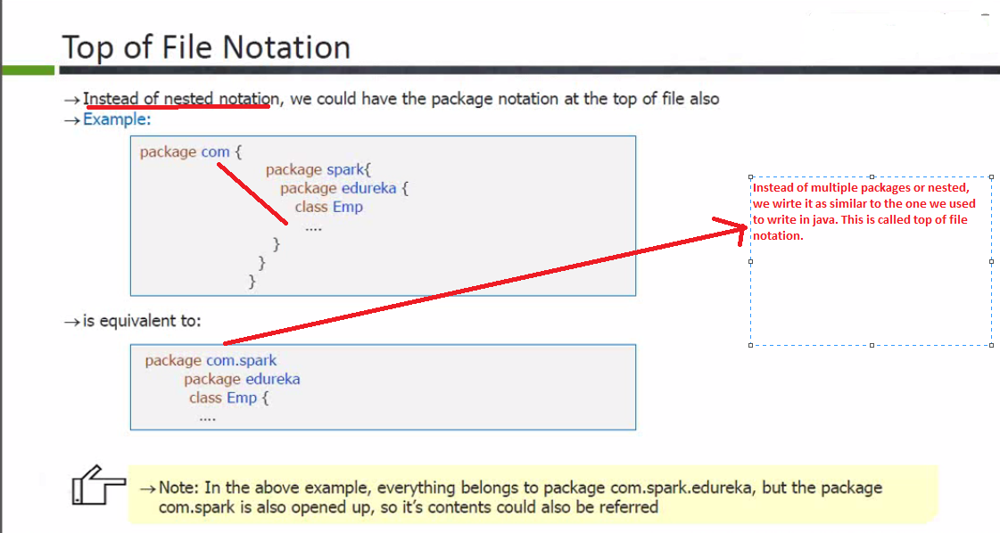 Top of File Notation
→Instead of nested notation, we could have the package notation at the top of file also
→Example:
package com {
package spark{
package edureka {
class Emp
....
}
}
}
Instead of multiple packages or nested,
we wirte it as similar to the one we used
to write in java. This is called top of file
notation.
→is equivalent to:
package com.spark
package edureka
class Emp {
....
→Note: In the above example, everything belongs to package com.spark.edureka, but the package
com.spark is also opened up, so it’s contents could also be referred